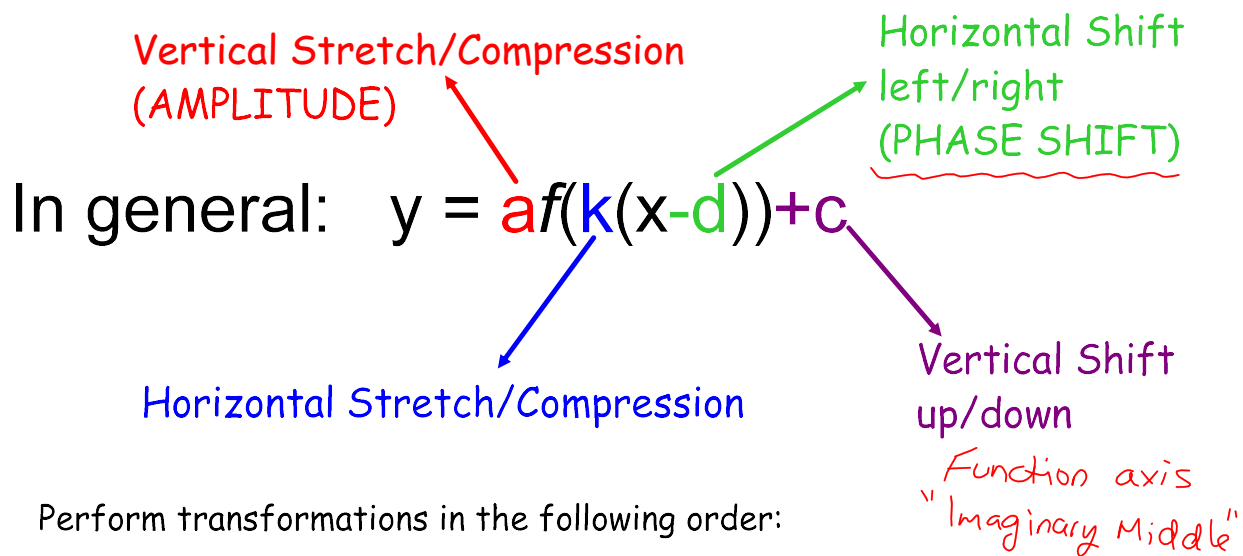 Vertical Stretch/Compression
(AMPLITUDE)
Horizontal Shift
left/right
(PHASE SHIFT)
In general: y = af(k(x-d))+c
Horizontal Stretch/Compression
Vertical Shift
up/down
Function axis
"Imaginary Middle"
Perform transformations in the following order: